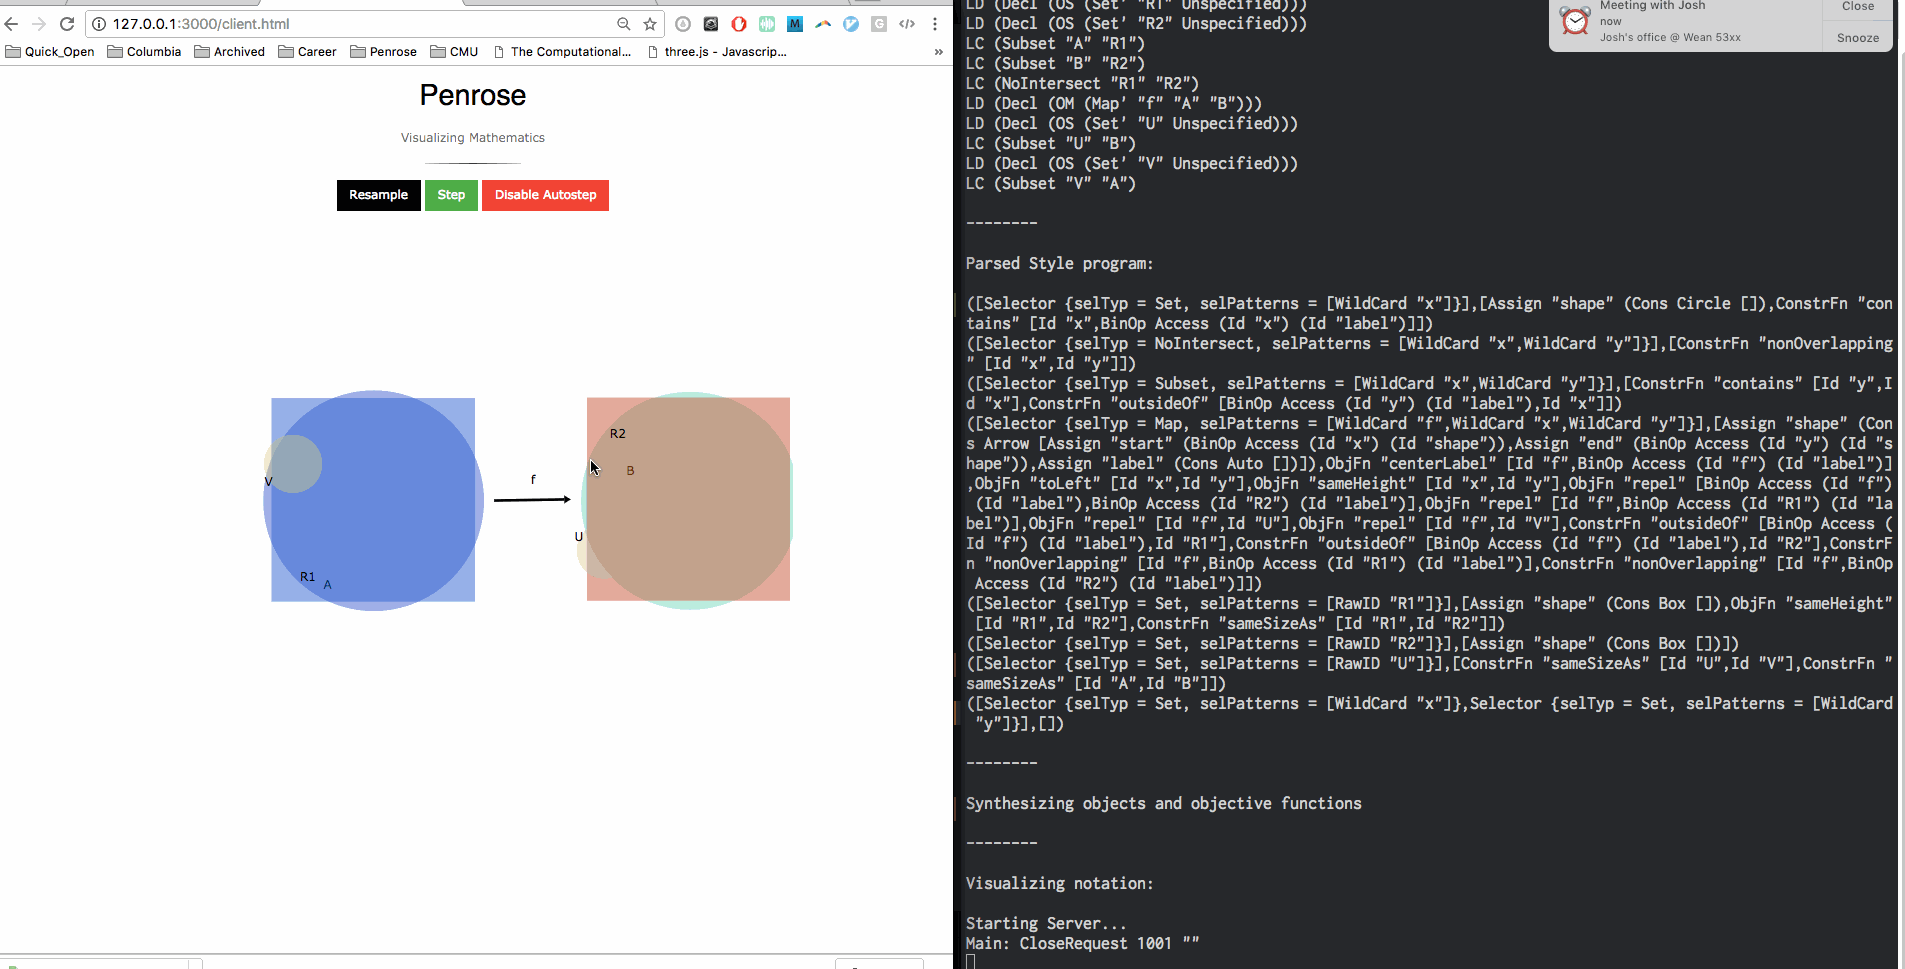 127.0.0.1:3000/client.html
Quick_Open Columbia Archived Career Penrose CMU The Computational... three.js - Javascrip... »
Penrose
Visualizing Mathematics
Resample Step Disable Autostep
R2
B
V
f
U
R1
A
LD (Decl (OS (Set' "R1" Unspecified)))
LD (Decl (OS (Set' "R2" Unspecified)))
LC (Subset "A" "R1")
LC (Subset "B" "R2")
LC (NoIntersect "R1" "R2")
LD (Decl (OM (Map' "f" "A" "B")))
LD (Decl (OS (Set' "U" Unspecified)))
LC (Subset "U" "B")
LD (Decl (OS (Set' "V" Unspecified)))
LC (Subset "V" "A")
--------
Parsed Style program:
([Selector {selTyp = Set, selPatterns = [WildCard "x"]}],[Assign "shape" (Cons Circle []),ConstrFn "con
tains" [Id "x",BinOp Access (Id "x") (Id "label")]])
([Selector {selTyp = NoIntersect, selPatterns = [WildCard "x",WildCard "y"]}],[ConstrFn "nonOverlapping
" [Id "x",Id "y"]])
([Selector {selTyp = Subset, selPatterns = [WildCard "x",WildCard "y"]}],[ConstrFn "contains" [Id "y",I
d "x"],ConstrFn "outsideOf" [BinOp Access (Id "y") (Id "label"),Id "x"]])
([Selector {selTyp = Map, selPatterns = [WildCard "f",WildCard "x",WildCard "y"]}],[Assign "shape" (Con
s Arrow [Assign "start" (BinOp Access (Id "x") (Id "shape")),Assign "end" (BinOp Access (Id "y") (Id "s
hape")),Assign "label" (Cons Auto [])]),ObjFn "centerLabel" [Id "f",BinOp Access (Id "f") (Id "label")]
,ObjFn "toLeft" [Id "x",Id "y"],ObjFn "sameHeight" [Id "x",Id "y"],ObjFn "repel" [BinOp Access (Id "f")
(Id "label"),BinOp Access (Id "R2") (Id "label")],ObjFn "repel" [Id "f",BinOp Access (Id "R1") (Id "la
bel")],ObjFn "repel" [Id "f",Id "U"],ObjFn "repel" [Id "f",Id "V"],ConstrFn "outsideOf" [BinOp Access (
Id "f") (Id "label"),Id "R1"],ConstrFn "outsideOf" [BinOp Access (Id "f") (Id "label"),Id "R2"],ConstrF
n "nonOverlapping" [Id "f",BinOp Access (Id "R1") (Id "label")],ConstrFn "nonOverlapping" [Id "f",BinOp
Access (Id "R2") (Id "label")]])
([Selector {selTyp = Set, selPatterns = [RawID "R1"]}],[Assign "shape" (Cons Box []),ObjFn "sameHeight"
[Id "R1",Id "R2"],ConstrFn "sameSizeAs" [Id "R1",Id "R2"]])
([Selector {selTyp = Set, selPatterns = [RawID "R2"]}],[Assign "shape" (Cons Box [])])
([Selector {selTyp = Set, selPatterns = [RawID "U"]}],[ConstrFn "sameSizeAs" [Id "U",Id "V"],ConstrFn "
sameSizeAs" [Id "A",Id "B"]])
([Selector {selTyp = Set, selPatterns = [WildCard "x"]},Selector {selTyp = Set, selPatterns = [WildCard
"y"]}],[])
--------
Synthesizing objects and objective functions
--------
Visualizing notation:
Starting Server...
Main: CloseRequest 1001 ""
Meeting with Josh
now
Josh's office @ Wean 53xx
Close
Snooze